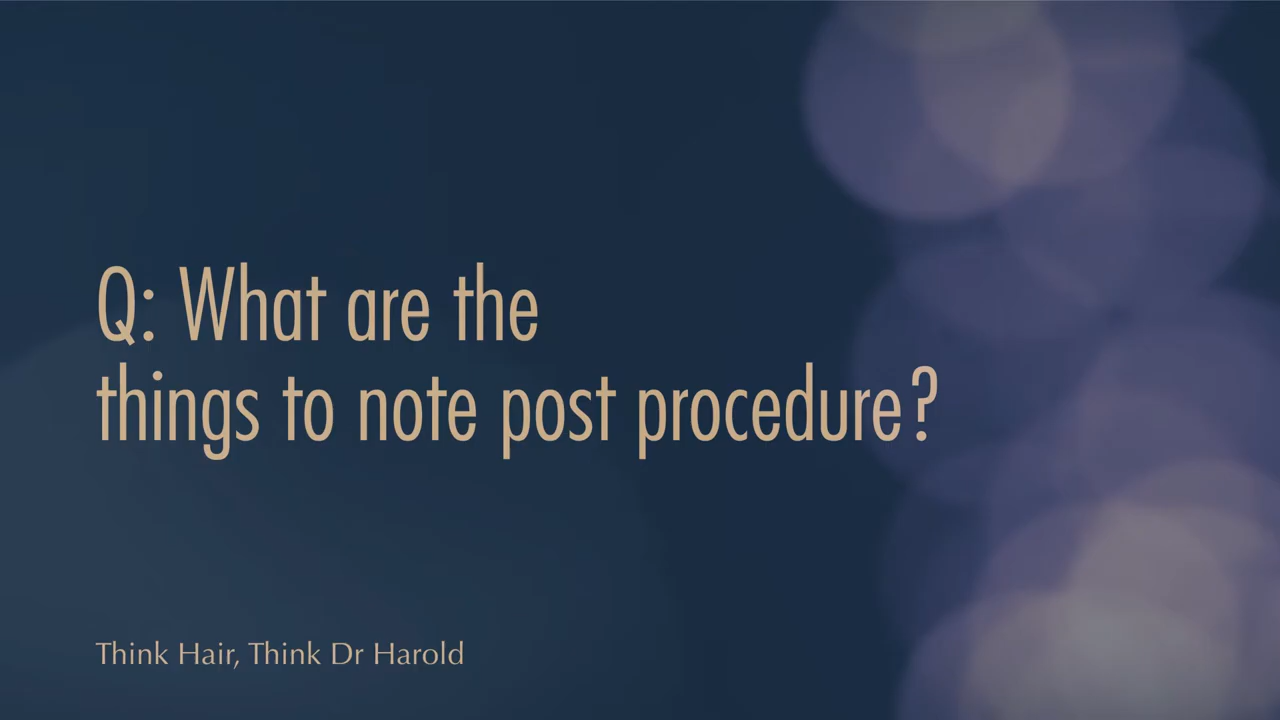 Q: What are the
things to note post procedure?
Think Hair, Think Dr Harold